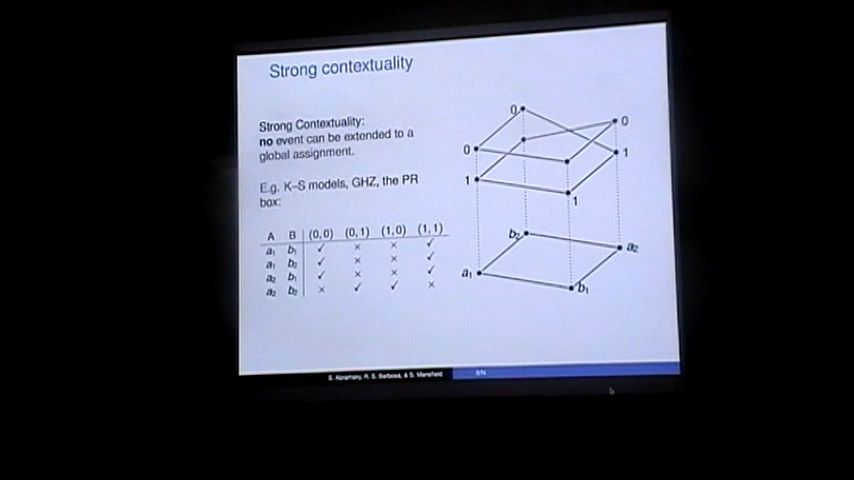 Strong contextuality
Strong Contextuality:
no event can be extended to a
global assignment.
E.g. K–S models, GHZ, the PR
box:
A B (0,0) (0,1) (1,0) (1,1)
a₁ b₁ ✓ × × ✓
a₁ b₂ ✓ × × ✓
a₂ b₁ ✓ × × ✓
a₂ b₂ × ✓ ✓ ×
0
0
0
1
1
1
b₂
a₂
a₁
b₁
S. Abramsky, R. S. Barbosa, & S. Mansfield